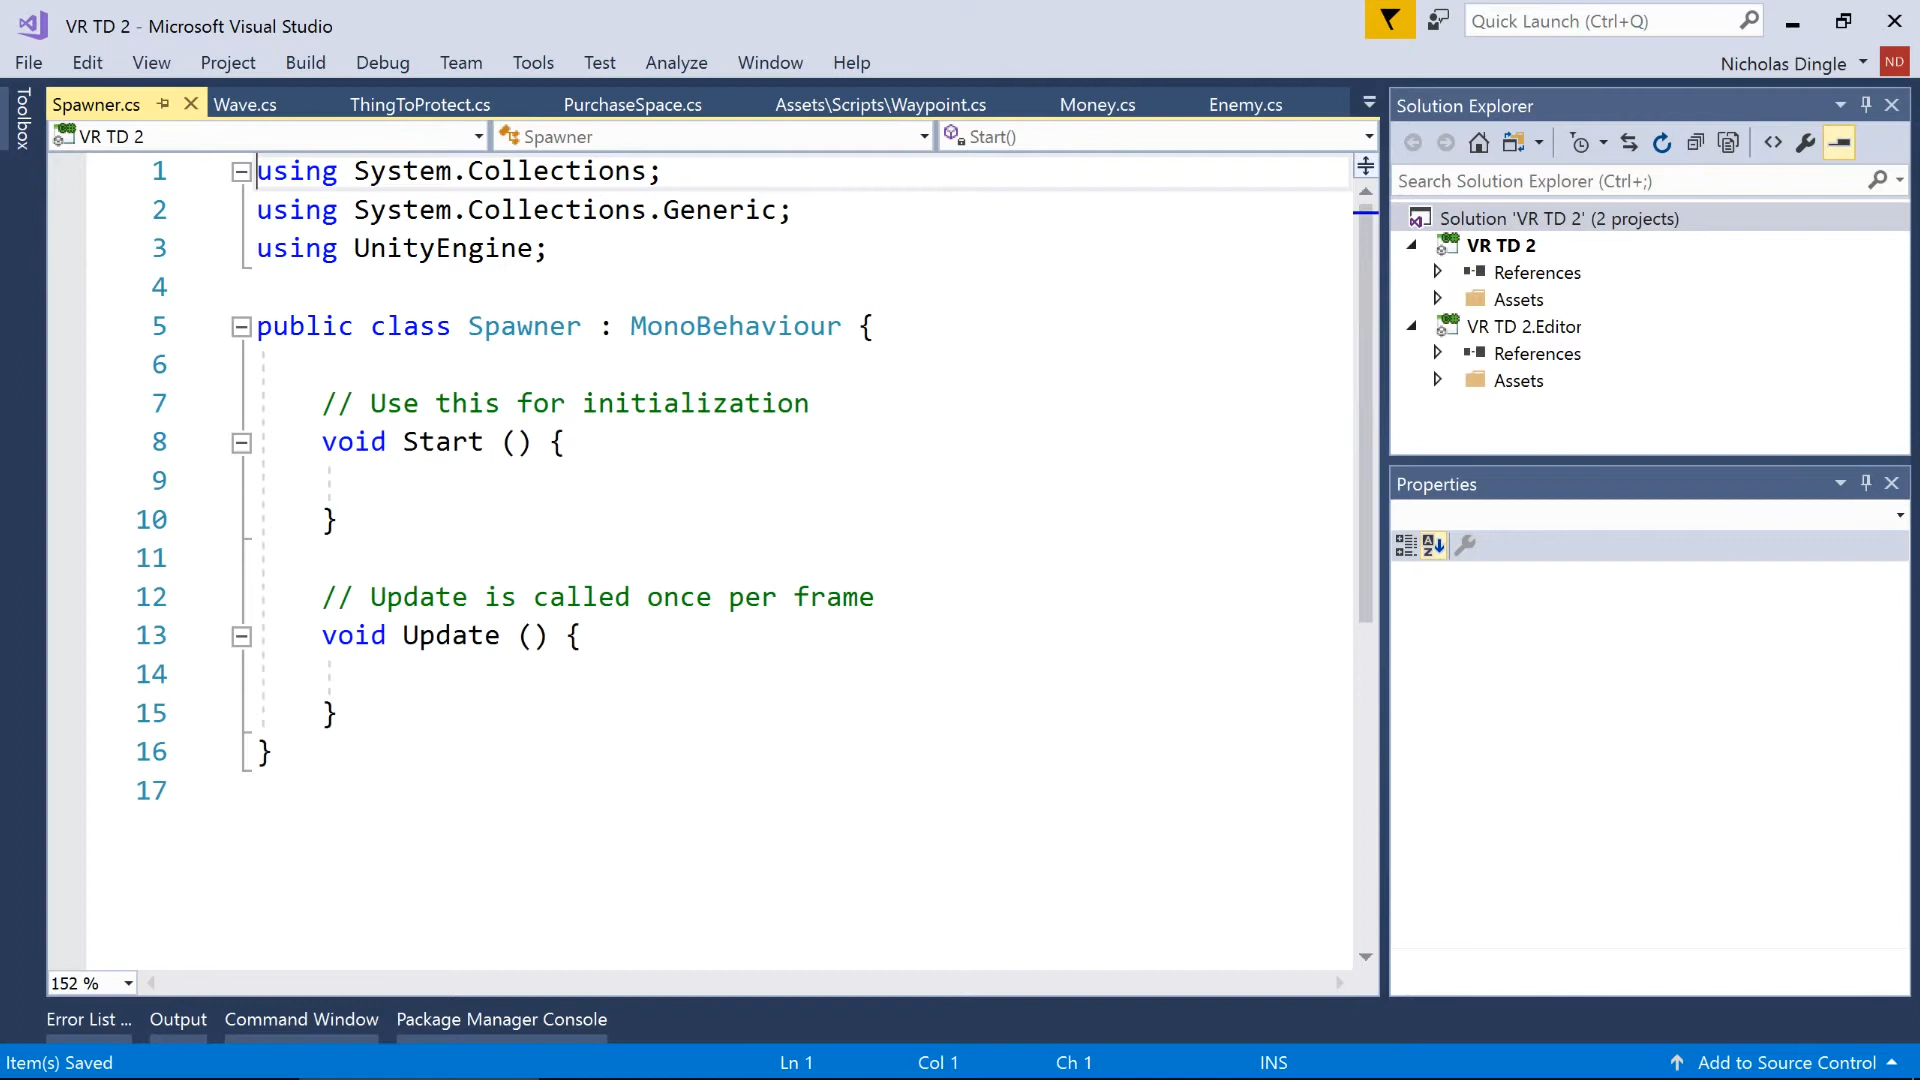 VR TD 2 - Microsoft Visual Studio
Quick Launch (Ctrl+Q)
File Edit View Project Build Debug Team Tools Test Analyze Window Help
Nicholas Dingle ND
Toolbox
Spawner.cs Wave.cs ThingToProtect.cs PurchaseSpace.cs Assets\Scripts\Waypoint.cs Money.cs Enemy.cs
VR TD 2 Spawner Start()
1 using System.Collections;
2 using System.Collections.Generic;
3 using UnityEngine;
4
5 public class Spawner : MonoBehaviour {
6
7 // Use this for initialization
8 void Start () {
9
10 }
11
12 // Update is called once per frame
13 void Update () {
14
15 }
16 }
17
152 %
Solution Explorer
Search Solution Explorer (Ctrl+;)
Solution 'VR TD 2' (2 projects)
VR TD 2
References
Assets
VR TD 2.Editor
References
Assets
Properties
Error List ... Output Command Window Package Manager Console
Item(s) Saved Ln 1 Col 1 Ch 1 INS Add to Source Control